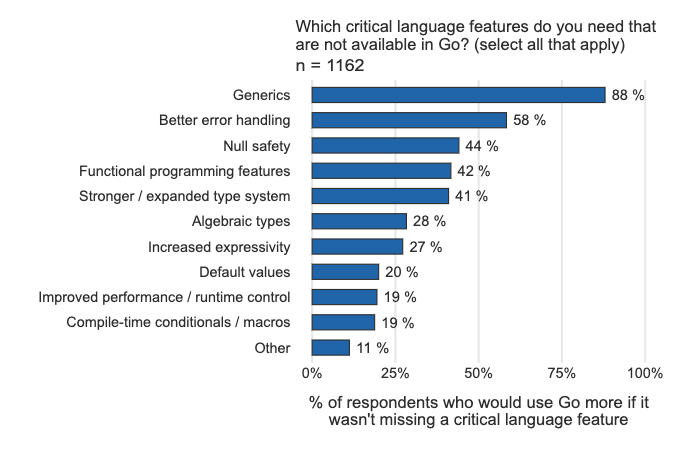 Which critical language features do you need that
are not available in Go? (select all that apply)
n = 1162
Generics 88 %
Better error handling 58 %
Null safety 44 %
Functional programming features 42 %
Stronger / expanded type system 41 %
Algebraic types 28 %
Increased expressivity 27 %
Default values 20 %
Improved performance / runtime control 19 %
Compile-time conditionals / macros 19 %
Other 11 %
0% 25% 50% 75% 100%
% of respondents who would use Go more if it
wasn't missing a critical language feature